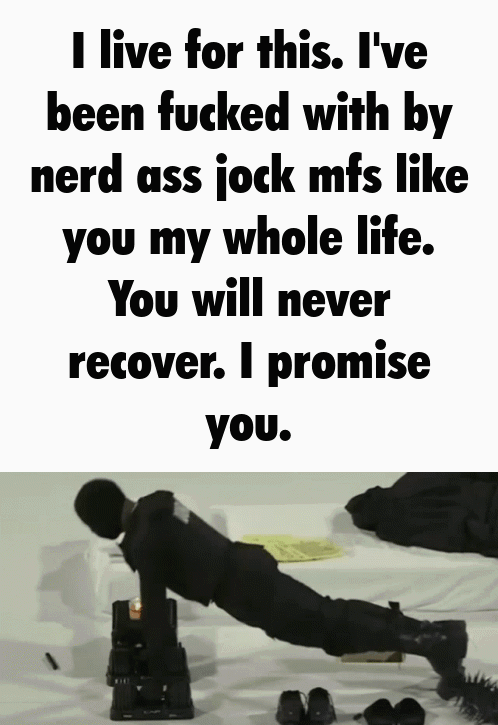 I live for this. I've
been fucked with by
nerd ass jock mfs like
you my whole life.
You will never
recover. I promise
you.